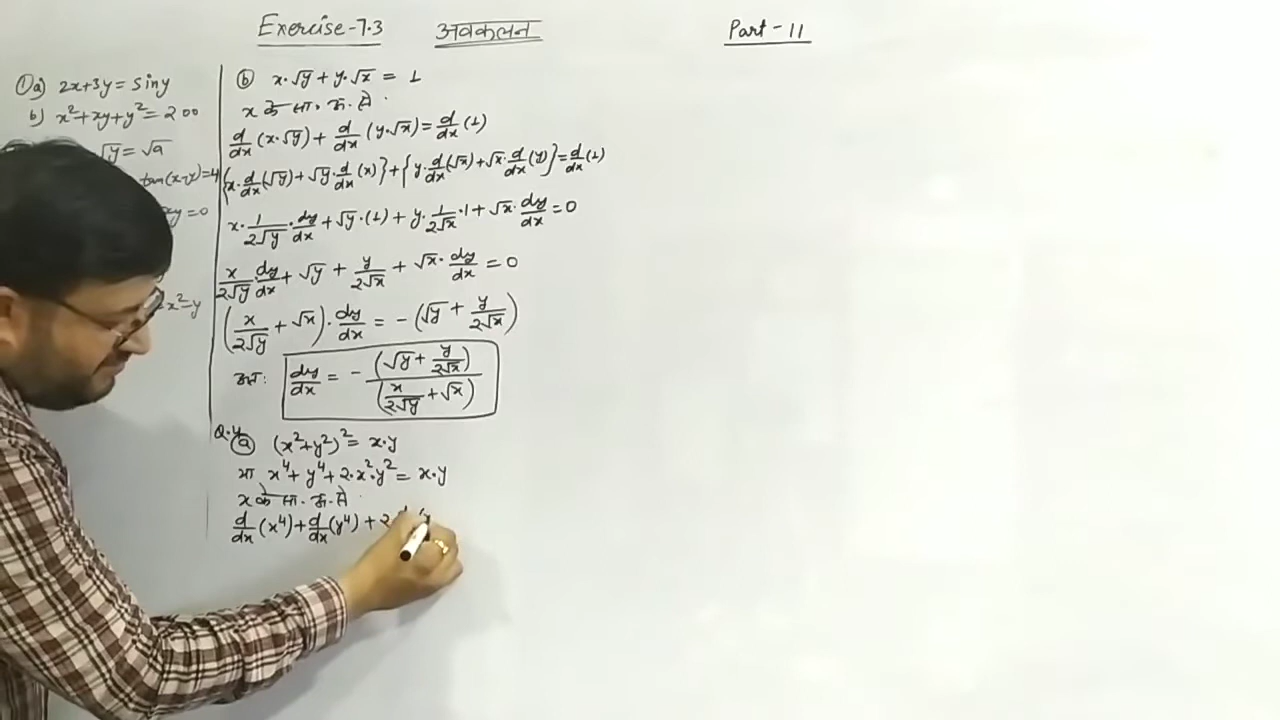 Exercise-7.3
अवकलन
Part-11
① a) 2x+3y = siny
b) x²+xy+y² = 200
√y = √a
tan(x-y)=4
xy=0
x²-y
ⓑ x·√y + y·√x = 1
x के सा. अ. से.
d/dx (x·√y) + d/dx (y·√x) = d/dx (1)
{x·d/dx(√y) + √y·d/dx(x)} + {y·d/dx(√x) + √x·d/dx(y)} = d/dx(1)
x·1/2√y·dy/dx + √y·(1) + y·1/2√x·1 + √x·dy/dx = 0
x/2√y·dy/dx + √y + y/2√x + √x·dy/dx = 0
(x/2√y + √x)·dy/dx = -(√y + y/2√x)
अत: dy/dx = - (√y + y/2√x)/(x/2√y + √x)
Q.4
ⓐ (x²+y²)² = x·y
या x⁴ + y⁴ + 2·x²·y² = x·y
x के सा. अ. से.
d/dx (x⁴) + d/dx (y⁴) + 2